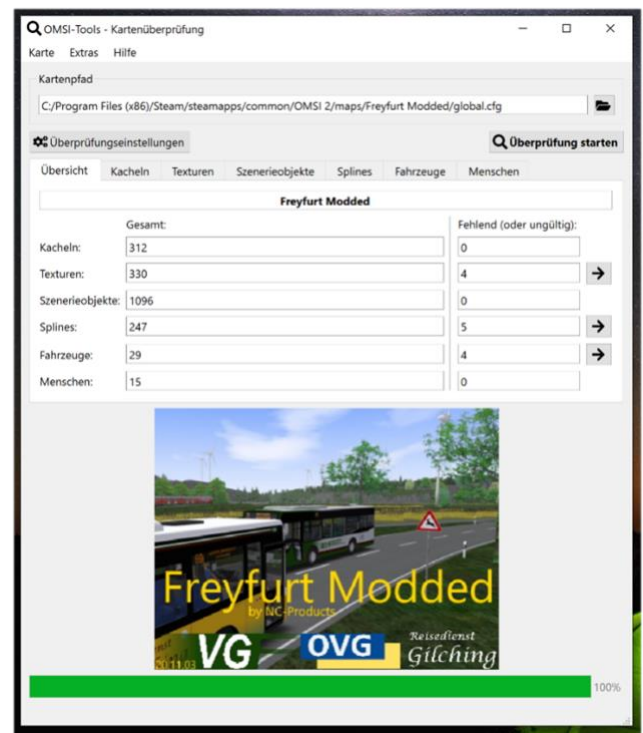 OMSI-Tools - Kartenüberprüfung
Karte Extras Hilfe
Kartenpfad
C:/Program Files (x86)/Steam/steamapps/common/OMSI 2/maps/Freyfurt Modded/global.cfg
Überprüfungseinstellungen Überprüfung starten
Übersicht Kacheln Texturen Szenerieobjekte Splines Fahrzeuge Menschen
Freyfurt Modded
Gesamt: Fehlend (oder ungültig):
Kacheln: 312 0
Texturen: 330 4
Szenerieobjekte: 1096 0
Splines: 247 5
Fahrzeuge: 29 4
Menschen: 15 0
Freyfurt Modded
by NC-Products
VG OVG Reisedienst
Gilching
20.11.03
100%